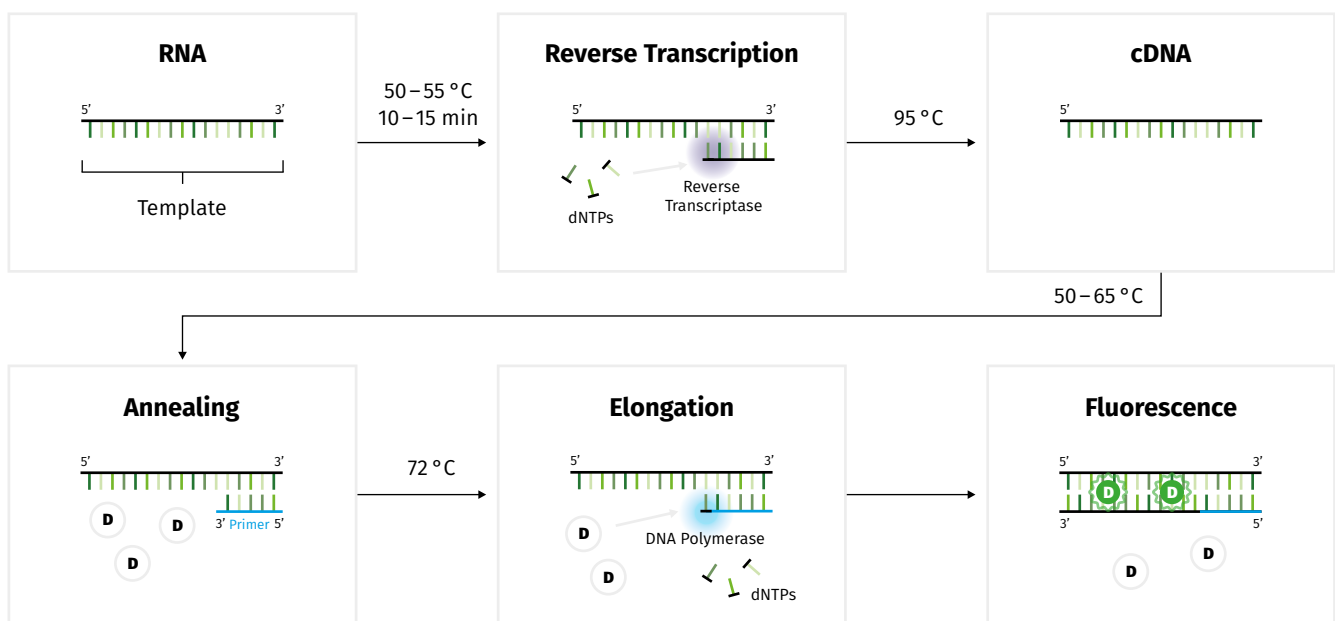 RNA
5’ 3’
Template
50 – 55 °C
10 – 15 min
Reverse Transcription
5’ 3’
dNTPs
Reverse
Transcriptase
95 °C
cDNA
5’ 3’
50 – 65 °C
Annealing
5’ 3’
3’ Primer 5’
D
D
D
72 °C
Elongation
5’ 3’
D
DNA Polymerase
D
dNTPs
Fluorescence
5’ 3’
D D
3’ 5’
D
D